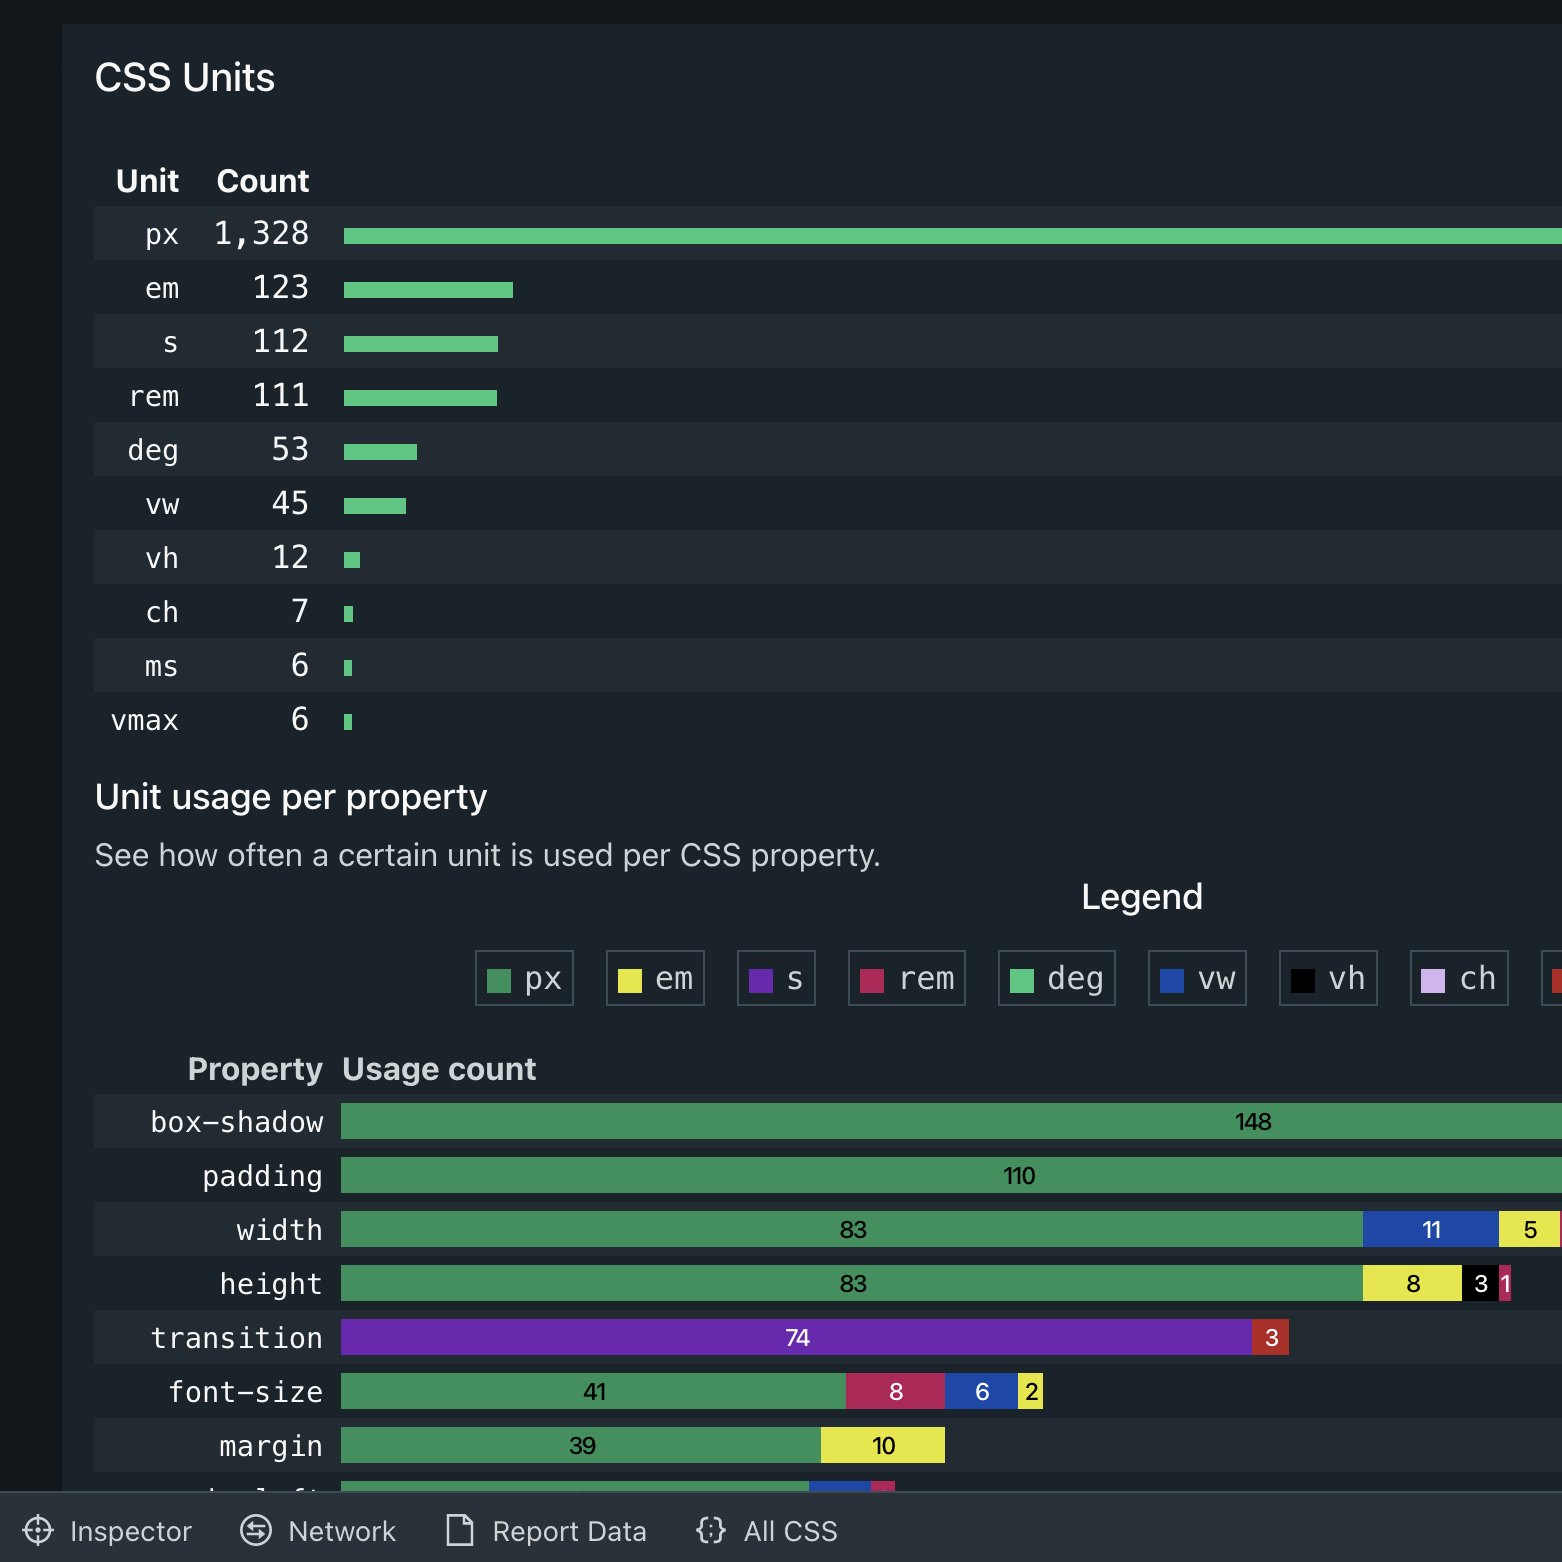 CSS Units
Unit Count
px 1,328
em 123
s 112
rem 111
deg 53
vw 45
vh 12
ch 7
ms 6
vmax 6
Unit usage per property
See how often a certain unit is used per CSS property.
Legend
px em s rem deg vw vh ch
Property Usage count
box-shadow 148
padding 110
width 83 11 5
height 83 8 3 1
transition 74 3
font-size 41 8 6 2
margin 39 10
Inspector Network Report Data All CSS